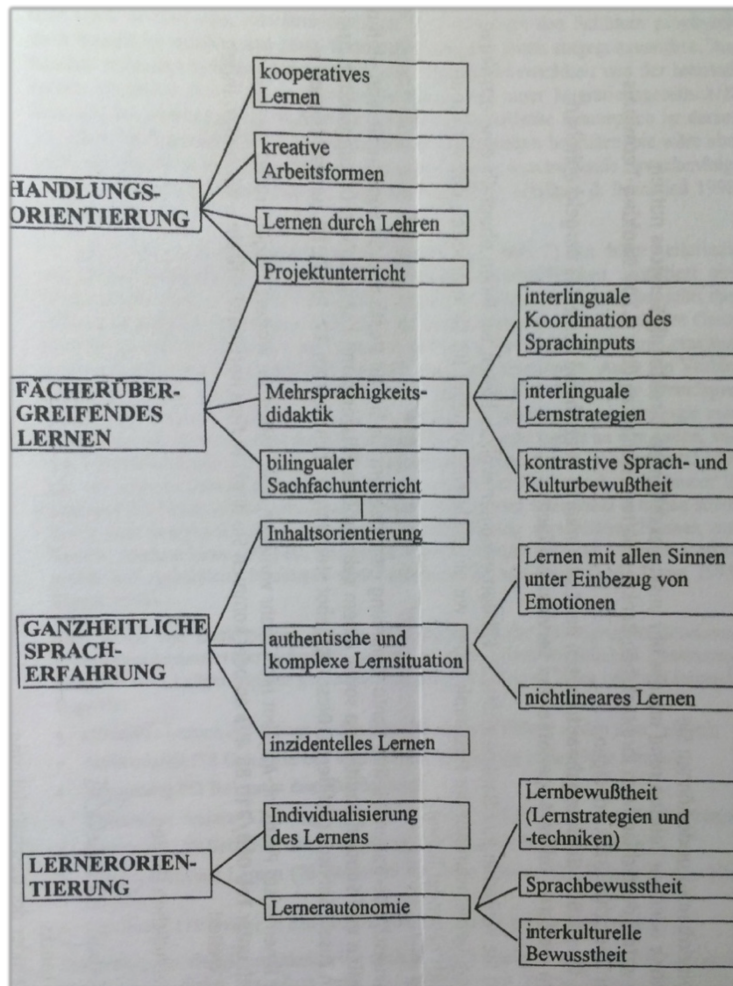 kooperatives
Lernen
kreative
Arbeitsformen
HANDLUNGS-
ORIENTIERUNG
Lernen durch Lehren
Projektunterricht
FÄCHERÜBER-
GREIFENDES
LERNEN
Mehrsprachigkeits-
didaktik
interlinguale
Koordination des
Sprachinputs
interlinguale
Lernstrategien
kontrastive Sprach- und
Kulturbewußtheit
bilingualer
Sachfachunterricht
Inhaltsorientierung
GANZHEITLICHE
SPRACH-
ERFAHRUNG
authentische und
komplexe Lernsituation
Lernen mit allen Sinnen
unter Einbezug von
Emotionen
nichtlineares Lernen
inzidentelles Lernen
LERNERORIEN-
TIERUNG
Individualisierung
des Lernens
Lernerautonomie
Lernbewußtheit
(Lernstrategien und
-techniken)
Sprachbewusstheit
interkulturelle
Bewusstheit